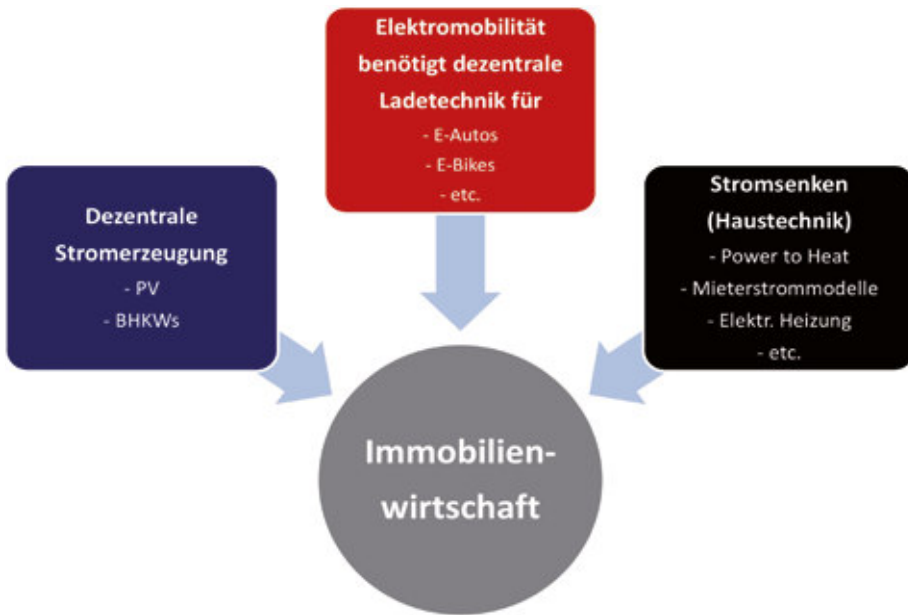 Elektromobilität
benötigt dezentrale
Ladetechnik für
- E-Autos
- E-Bikes
- etc.
Dezentrale
Stromerzeugung
- PV
- BHKWs
Stromsenken
(Haustechnik)
- Power to Heat
- Mieterstrommodelle
- Elektr. Heizung
- etc.
Immobilien-
wirtschaft